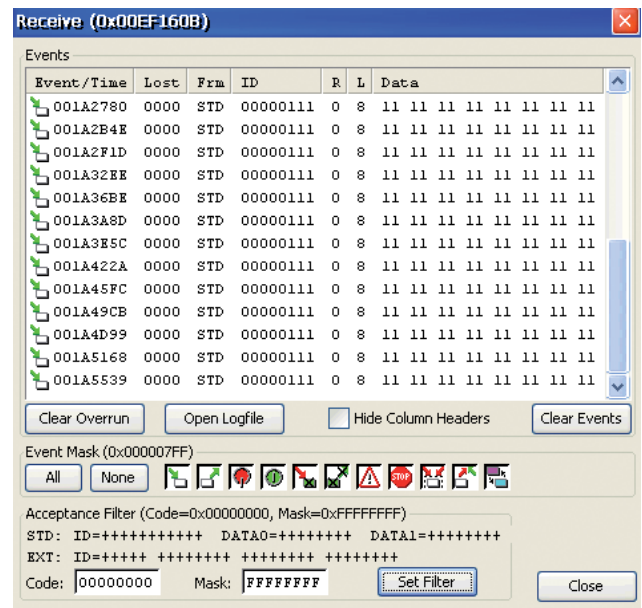 Receive (0x00EF160B)
Events
Event/Time Lost Frm ID R L Data
001A2780 0000 STD 00000111 0 8 11 11 11 11 11 11 11 11
001A2B4E 0000 STD 00000111 0 8 11 11 11 11 11 11 11 11
001A2F1D 0000 STD 00000111 0 8 11 11 11 11 11 11 11 11
001A32EE 0000 STD 00000111 0 8 11 11 11 11 11 11 11 11
001A36BE 0000 STD 00000111 0 8 11 11 11 11 11 11 11 11
001A3A8D 0000 STD 00000111 0 8 11 11 11 11 11 11 11 11
001A3E5C 0000 STD 00000111 0 8 11 11 11 11 11 11 11 11
001A422A 0000 STD 00000111 0 8 11 11 11 11 11 11 11 11
001A45FC 0000 STD 00000111 0 8 11 11 11 11 11 11 11 11
001A49CB 0000 STD 00000111 0 8 11 11 11 11 11 11 11 11
001A4D99 0000 STD 00000111 0 8 11 11 11 11 11 11 11 11
001A5168 0000 STD 00000111 0 8 11 11 11 11 11 11 11 11
001A5539 0000 STD 00000111 0 8 11 11 11 11 11 11 11 11
Clear Overrun Open Logfile Hide Column Headers Clear Events
Event Mask (0x000007FF)
All None STOP
Acceptance Filter (Code=0x00000000, Mask=0xFFFFFFFF)
STD: ID=+++++++++++ DATA0=++++++++ DATA1=++++++++
EXT: ID=+++++ ++++++++ ++++++++ ++++++++
Code: 00000000 Mask: FFFFFFFF Set Filter Close